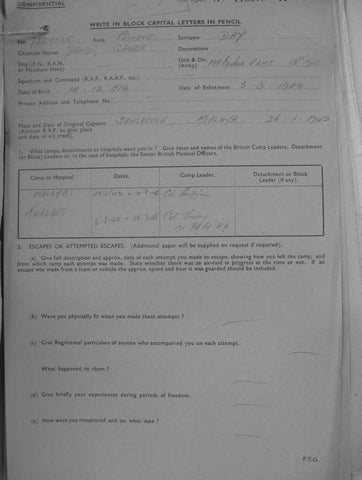 CONFIDENTIAL
WRITE IN BLOCK CAPITAL LETTERS IN PENCIL
No. Rank PRIVATE Surname DAY
Christian Names GEORGE Decorations
Ship (R.N., R.A.N. or Merchant Navy) Unit & Div. (Army)
Squadron and Command (R.A.F., R.A.A.F., etc.)
Date of Birth 14.12.1916 Date of Enlistment 5.3.1940
Private Address and Telephone No.
Place and Date of Original Capture MALAYA. 26.1.1942
(Aircrew R.A.F. to give place
and date of a/c crash).
1. What camps, detachments or hospitals were you in? Give dates and names of the British Camp Leaders, Detachment
(or Block) Leaders or, in the case of hospitals, the Senior British Medical Officers.
Camp or Hospital Dates. Camp Leader. Detachment or Block Leader (if any).
MALAYA
2. ESCAPES OR ATTEMPTED ESCAPES. (Additional paper will be supplied on request if required).
(a) Give full description and approx. date of each attempt you made to escape, showing how you left the camp, and
from which camp each attempt was made. State whether there was an air-raid in progress at the time or not. If an
escape was made from a train or vehicle the approx. speed and how it was guarded should be included.
(b) Were you physically fit when you made these attempts?
(c) Give Regimental particulars of anyone who accompanied you on each attempt.
What happened to them?
(d) Give briefly your experiences during periods of freedom.
(e) How were you recaptured and on what date?
P.T.O.